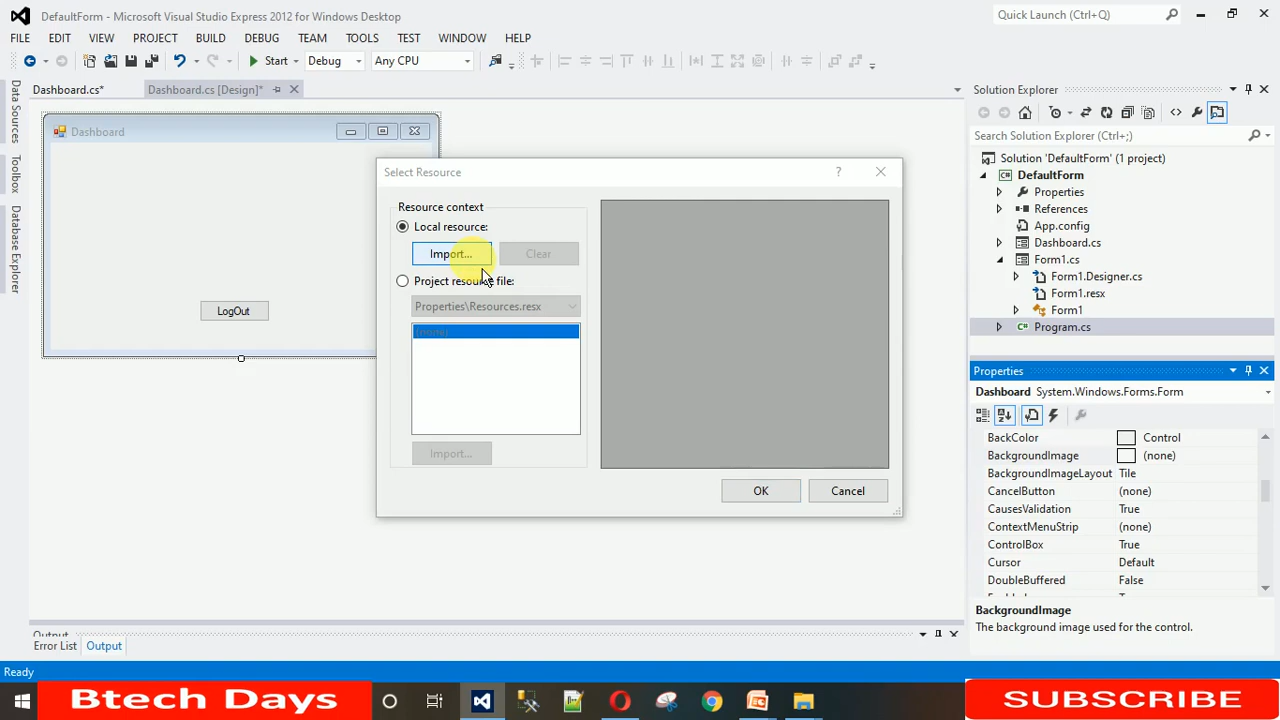 DefaultForm - Microsoft Visual Studio Express 2012 for Windows Desktop
Quick Launch (Ctrl+Q)
FILE EDIT VIEW PROJECT BUILD DEBUG TEAM TOOLS TEST WINDOW HELP
Start Debug Any CPU
Data Sources
Toolbox
Database Explorer
Dashboard.cs* Dashboard.cs [Design]*
Dashboard
LogOut
Select Resource ?
Resource context
Local resource:
Import... Clear
Project resource file:
Properties\Resources.resx
(none)
Import...
OK Cancel
Solution Explorer
Search Solution Explorer (Ctrl+;)
Solution 'DefaultForm' (1 project)
DefaultForm
Properties
References
App.config
Dashboard.cs
Form1.cs
Form1.Designer.cs
Form1.resx
Form1
Program.cs
Properties
Dashboard System.Windows.Forms.Form
BackColor Control
BackgroundImage (none)
BackgroundImageLayout Tile
CancelButton (none)
CausesValidation True
ContextMenuStrip (none)
ControlBox True
Cursor Default
DoubleBuffered False
BackgroundImage
The background image used for the control.
Output
Error List Output
Ready
Btech Days
SUBSCRIBE